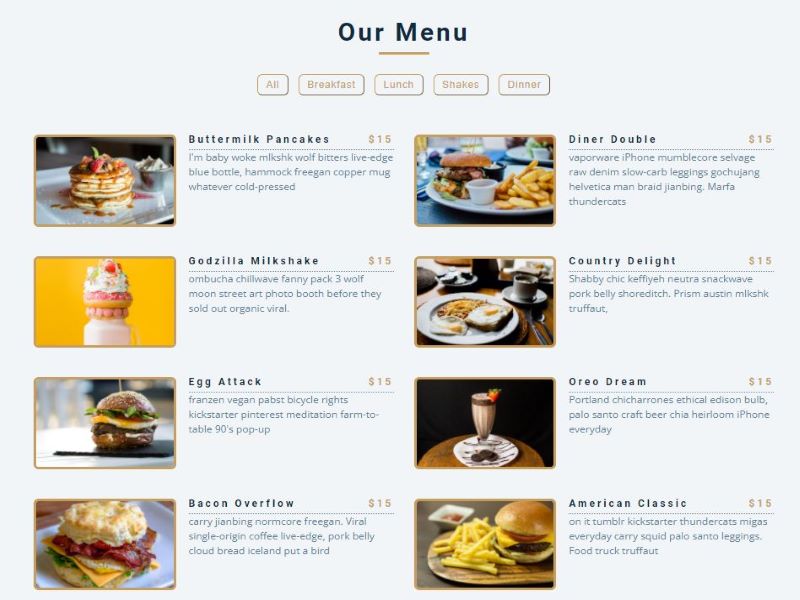 Our Menu
All Breakfast Lunch Shakes Dinner
Buttermilk Pancakes $15
I'm baby woke mlkshk wolf bitters live-edge
blue bottle, hammock freegan copper mug
whatever cold-pressed
Diner Double $15
vaporware iPhone mumblecore selvage
raw denim slow-carb leggings gochujang
helvetica man braid jianbing. Marfa
thundercats
Godzilla Milkshake $15
ombucha chillwave fanny pack 3 wolf
moon street art photo booth before they
sold out organic viral.
Country Delight $15
Shabby chic keffiyeh neutra snackwave
pork belly shoreditch. Prism austin mlkshk
truffaut,
Egg Attack $15
franzen vegan pabst bicycle rights
kickstarter pinterest meditation farm-to-
table 90's pop-up
Oreo Dream $15
Portland chicharrones ethical edison bulb,
palo santo craft beer chia heirloom iPhone
everyday
Bacon Overflow $15
carry jianbing normcore freegan. Viral
single-origin coffee live-edge, pork belly
cloud bread iceland put a bird
American Classic $15
on it tumblr kickstarter thundercats migas
everyday carry squid palo santo leggings.
Food truck truffaut